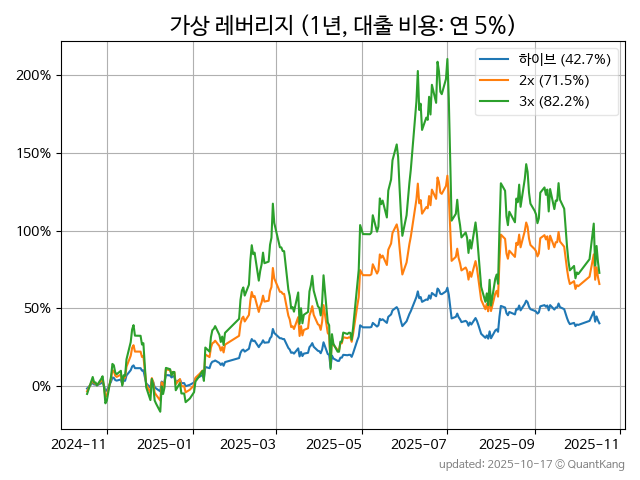 가상 레버리지 (1년, 대출 비용: 연 5%)
하이브 (42.7%)
2x (71.5%)
3x (82.2%)
200%
150%
100%
50%
0%
2024-11 2025-01 2025-03 2025-05 2025-07 2025-09 2025-11
updated: 2025-10-17 © QuantKang